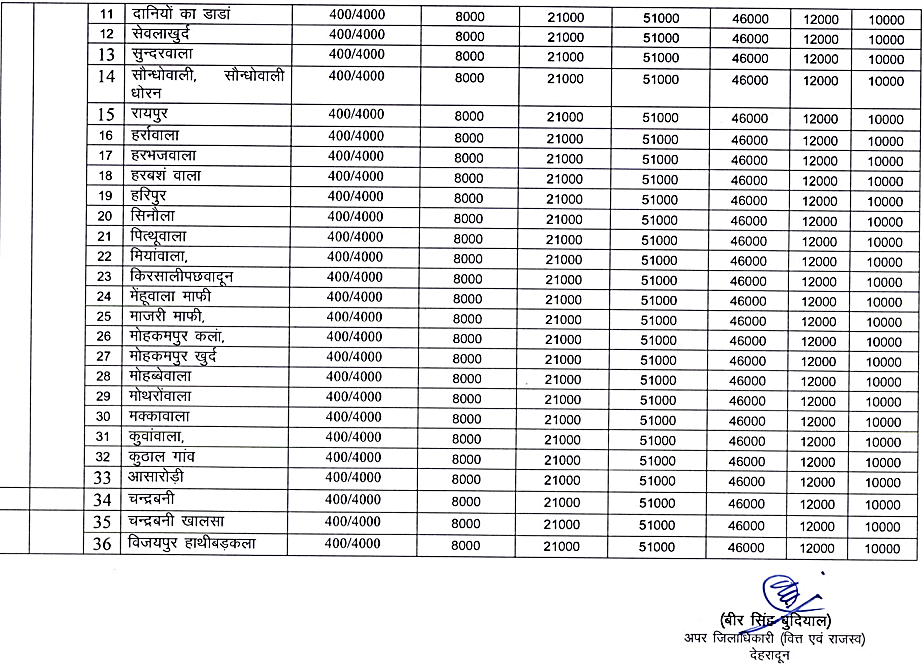 11 दानियों का डाडां 400/4000 8000 21000 51000 46000 12000 10000
12 सेवलाखुर्द 400/4000 8000 21000 51000 46000 12000 10000
13 सुन्दरवाला 400/4000 8000 21000 51000 46000 12000 10000
14 सौन्धोवाली, सौन्धोवाली 400/4000 8000 21000 51000 46000 12000 10000
धोरन
15 रायपुर 400/4000 8000 21000 51000 46000 12000 10000
16 हर्रावाला 400/4000 8000 21000 51000 46000 12000 10000
17 हरभजवाला 400/4000 8000 21000 51000 46000 12000 10000
18 हरबशं वाला 400/4000 8000 21000 51000 46000 12000 10000
19 हरिपुर 400/4000 8000 21000 51000 46000 12000 10000
20 सिनौला 400/4000 8000 21000 51000 46000 12000 10000
21 पित्थूवाला 400/4000 8000 21000 51000 46000 12000 10000
22 मियांवाला, 400/4000 8000 21000 51000 46000 12000 10000
23 किरसालीपछवादून 400/4000 8000 21000 51000 46000 12000 10000
24 मेंहूवाला माफी 400/4000 8000 21000 51000 46000 12000 10000
25 माजरी माफी, 400/4000 8000 21000 51000 46000 12000 10000
26 मोहकमपुर कलां, 400/4000 8000 21000 51000 46000 12000 10000
27 मोहकमपुर खुर्द 400/4000 8000 21000 51000 46000 12000 10000
28 मोहब्बेवाला 400/4000 8000 21000 51000 46000 12000 10000
29 मोथरोंवाला 400/4000 8000 21000 51000 46000 12000 10000
30 मक्कावाला 400/4000 8000 21000 51000 46000 12000 10000
31 कुवांवाला, 400/4000 8000 21000 51000 46000 12000 10000
32 कुठाल गांव 400/4000 8000 21000 51000 46000 12000 10000
33 आसारोड़ी 400/4000 8000 21000 51000 46000 12000 10000
34 चन्द्रबनी 400/4000 8000 21000 51000 46000 12000 10000
35 चन्द्रबनी खालसा 400/4000 8000 21000 51000 46000 12000 10000
36 विजयपुर हाथीबड़कला 400/4000 8000 21000 51000 46000 12000 10000
(बीर सिंह बुदियाल)
अपर जिलाधिकारी (वित्त एवं राजस्व)
देहरादून